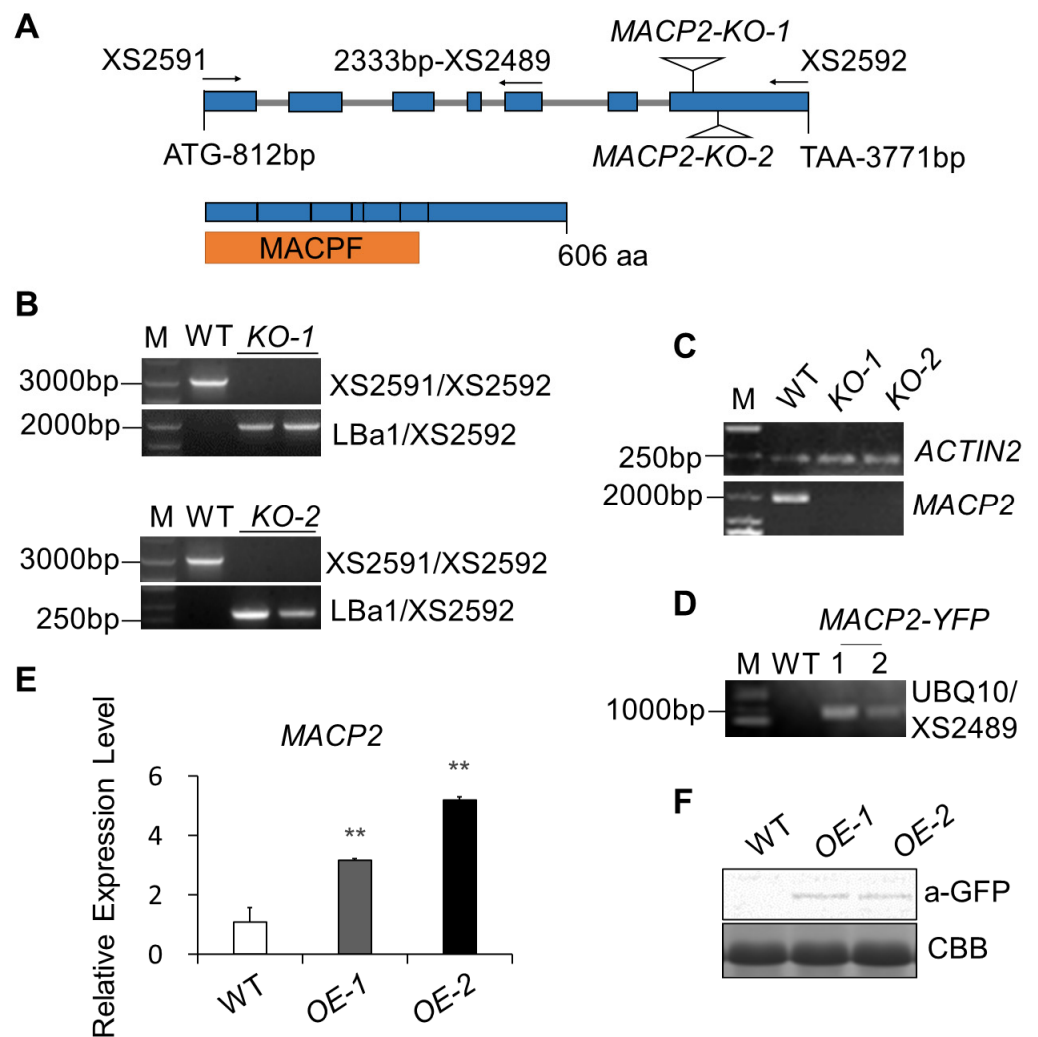 A
MACP2-KO-1
XS2591
2333bp-XS2489
XS2592
ATG-812bp
MACP2-KO-2
TAA-3771bp
MACPF
606 aa
B
M WT KO-1
3000bp
XS2591/XS2592
2000bp
LBa1/XS2592
M WT KO-2
3000bp
XS2591/XS2592
250bp
LBa1/XS2592
C
M WT KO-1 KO-2
250bp
ACTIN2
2000bp
MACP2
D
MACP2-YFP
M WT 1 2
1000bp
UBQ10/
XS2489
E
MACP2
Relative Expression Level
6
4
2
0
**
**
WT OE-1 OE-2
F
WT OE-1 OE-2
a-GFP
CBB